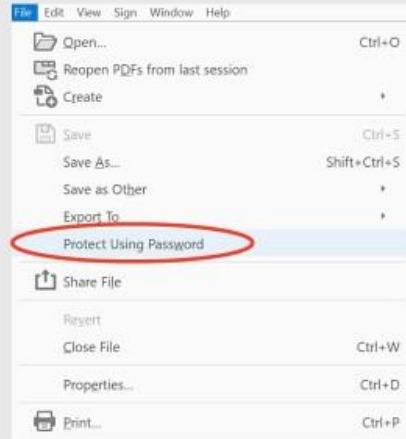 File Edit View Sign Window Help
Open... Ctrl+O
Reopen PDFs from last session
Create
Save Ctrl+S
Save As... Shift+Ctrl+S
Save as Other
Export To
Protect Using Password
Share File
Revert
Close File Ctrl+W
Properties... Ctrl+D
Print... Ctrl+P